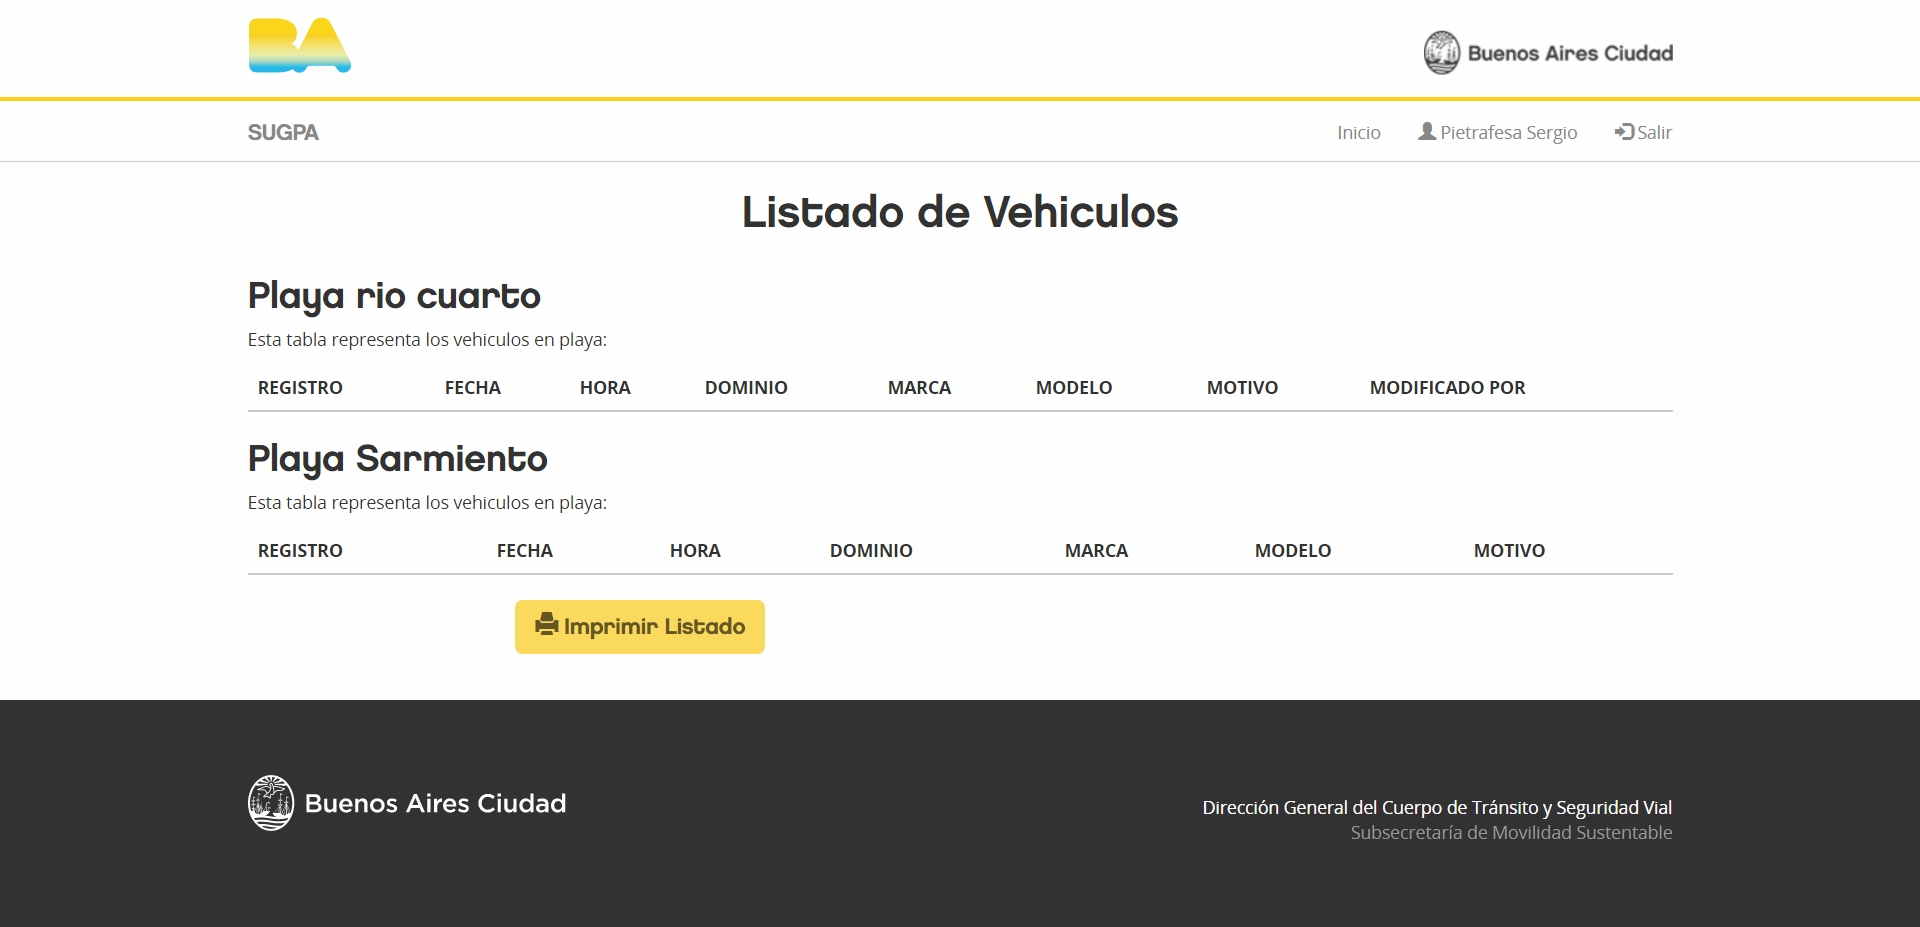 BA
Buenos Aires Ciudad
SUGPA
Inicio
Pietrafesa Sergio
Salir
Listado de Vehiculos
Playa rio cuarto
Esta tabla representa los vehiculos en playa:
REGISTRO FECHA HORA DOMINIO MARCA MODELO MOTIVO MODIFICADO POR
Playa Sarmiento
Esta tabla representa los vehiculos en playa:
REGISTRO FECHA HORA DOMINIO MARCA MODELO MOTIVO
Imprimir Listado
Buenos Aires Ciudad
Dirección General del Cuerpo de Tránsito y Seguridad Vial
Subsecretaría de Movilidad Sustentable